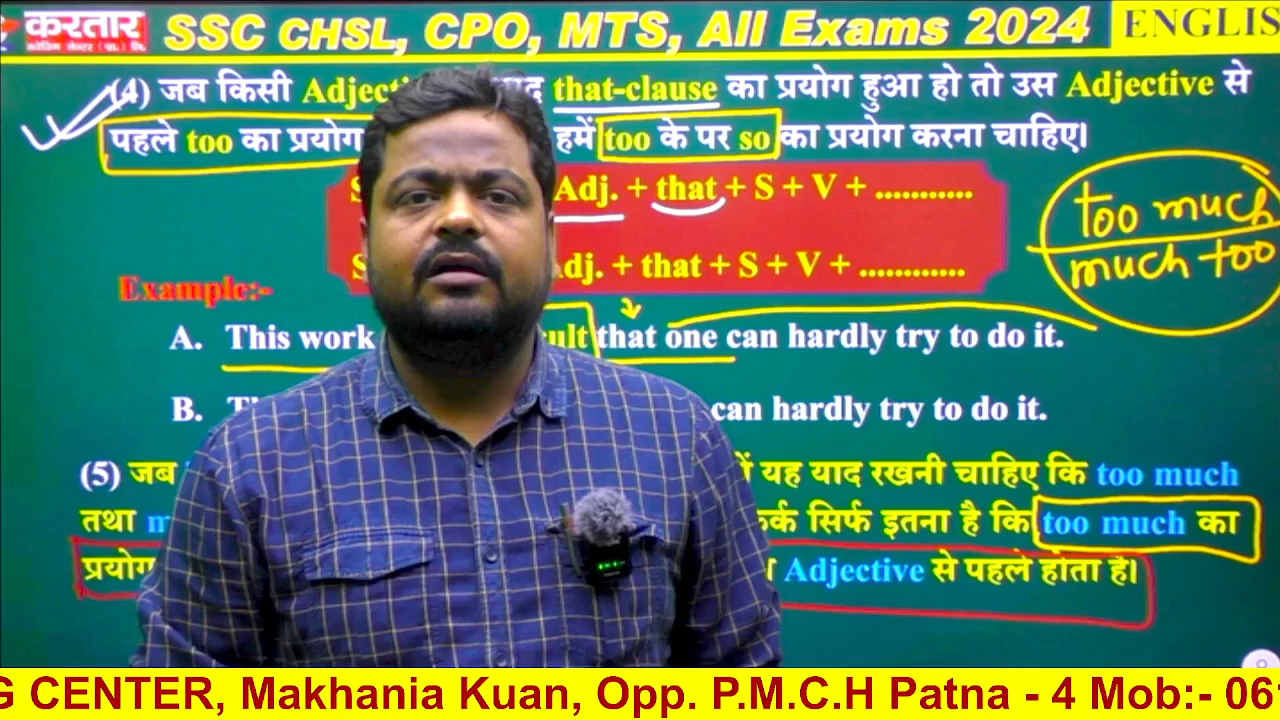 करतार
कोचिंग सेन्टर (प्रा.) लि.
SSC CHSL, CPO, MTS, All Exams 2024
ENGLIS
(4) जब किसी Adjecti द that-clause का प्रयोग हुआ हो तो उस Adjective से
पहले too का प्रयोग हमें too के पर so का प्रयोग करना चाहिए।
S Adj. + that + S + V + ............
S dj. + that + S + V + ............
too much
much too
Example:-
A. This work ult that one can hardly try to do it.
B. T can hardly try to do it.
(5) जब यह याद रखनी चाहिए कि too much
तथा m र्क सिर्फ इतना है कि too much का
प्रयोग Adjective से पहले होता है।
G CENTER, Makhania Kuan, Opp. P.M.C.H Patna - 4 Mob:- 06